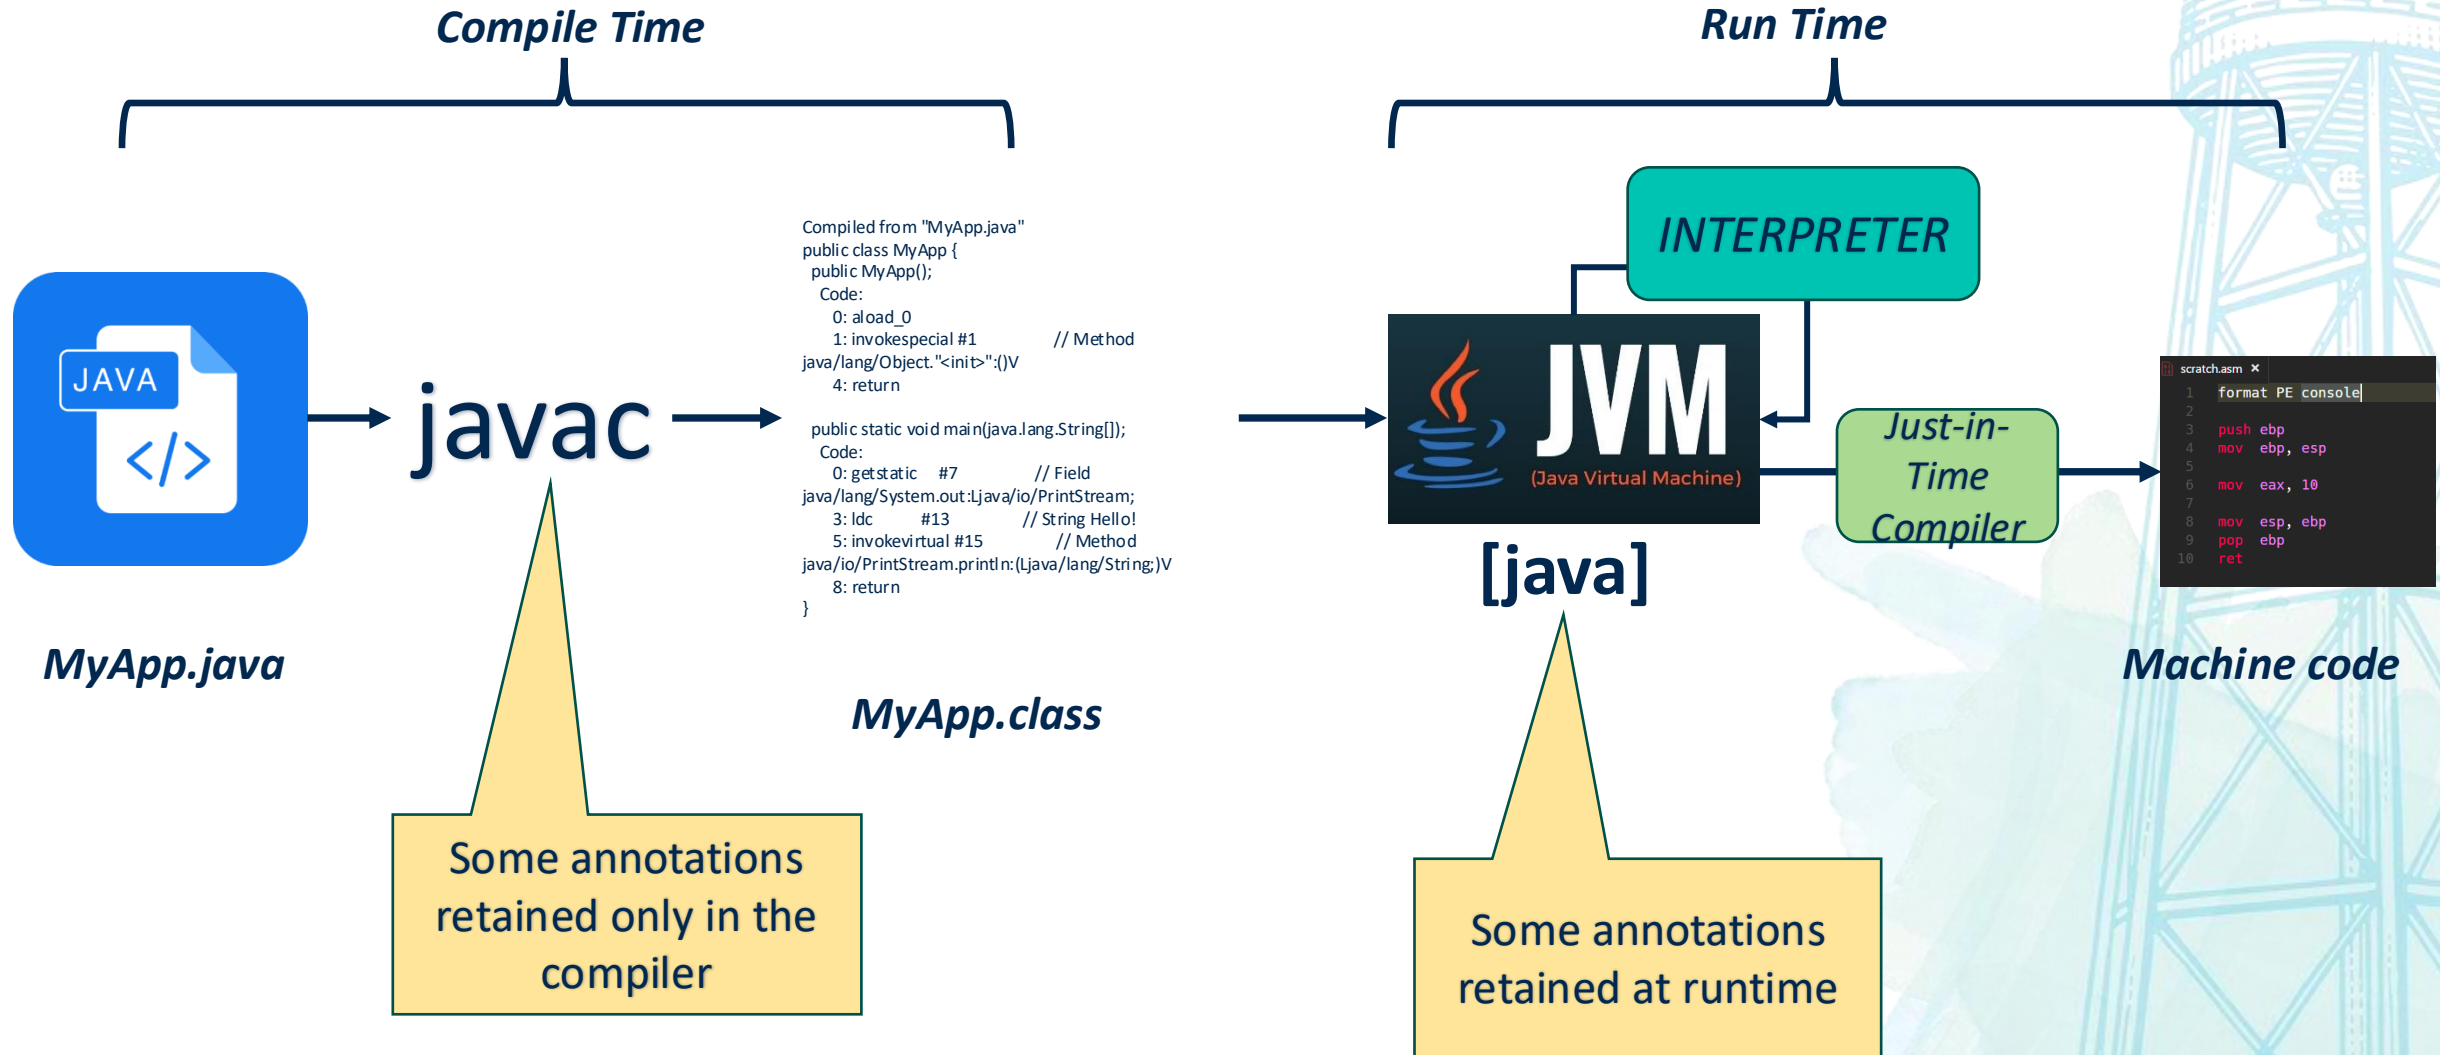 Compile Time
Run Time
JAVA
</>
MyApp.java
javac
Compiled from "MyApp.java"
public class MyApp {
public MyApp();
Code:
0: aload_0
1: invokespecial #1 // Method
java/lang/Object."<init>":()V
4: return
public static void main(java.lang.String[]);
Code:
0: getstatic #7 // Field
java/lang/System.out:Ljava/io/PrintStream;
3: ldc #13 // String Hello!
5: invokevirtual #15 // Method
java/io/PrintStream.println:(Ljava/lang/String;)V
8: return
}
MyApp.class
Some annotations
retained only in the
compiler
INTERPRETER
JVM
(Java Virtual Machine)
[java]
Just-in-
Time
Compiler
Some annotations
retained at runtime
scratch.asm ×
1 format PE console
2
3 push ebp
4 mov ebp, esp
5
6 mov eax, 10
7
8 mov esp, ebp
9 pop ebp
10 ret
Machine code